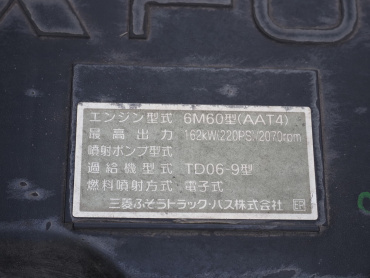 エンジン型式 6M60型(AAT4)
最高出力 162kW(220PS)/2070rpm
噴射ポンプ型式
過給機型式 TD06-9型
燃料噴射方式 電子式
三菱ふそうトラック・バス株式会社